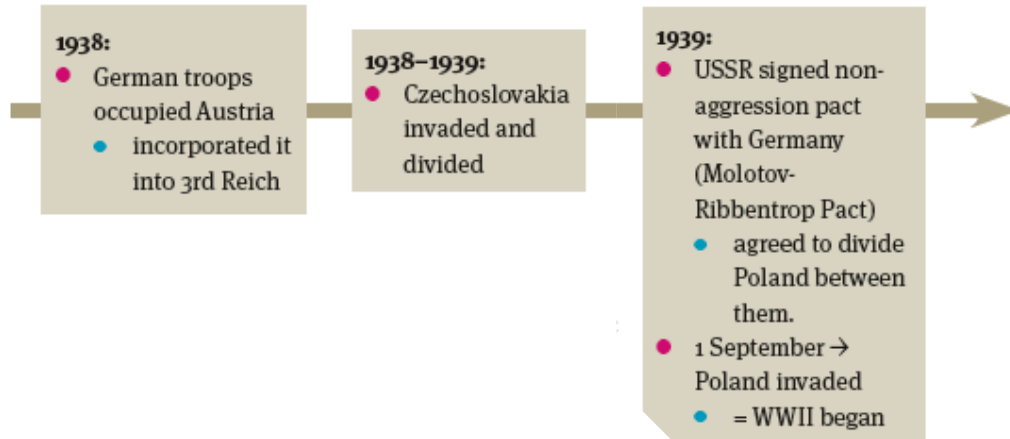 1938:
● German troops
occupied Austria
● incorporated it
into 3rd Reich
1938–1939:
● Czechoslovakia
invaded and
divided
1939:
● USSR signed non-
aggression pact
with Germany
(Molotov-
Ribbentrop Pact)
● agreed to divide
Poland between
them.
● 1 September →
Poland invaded
● = WWII began